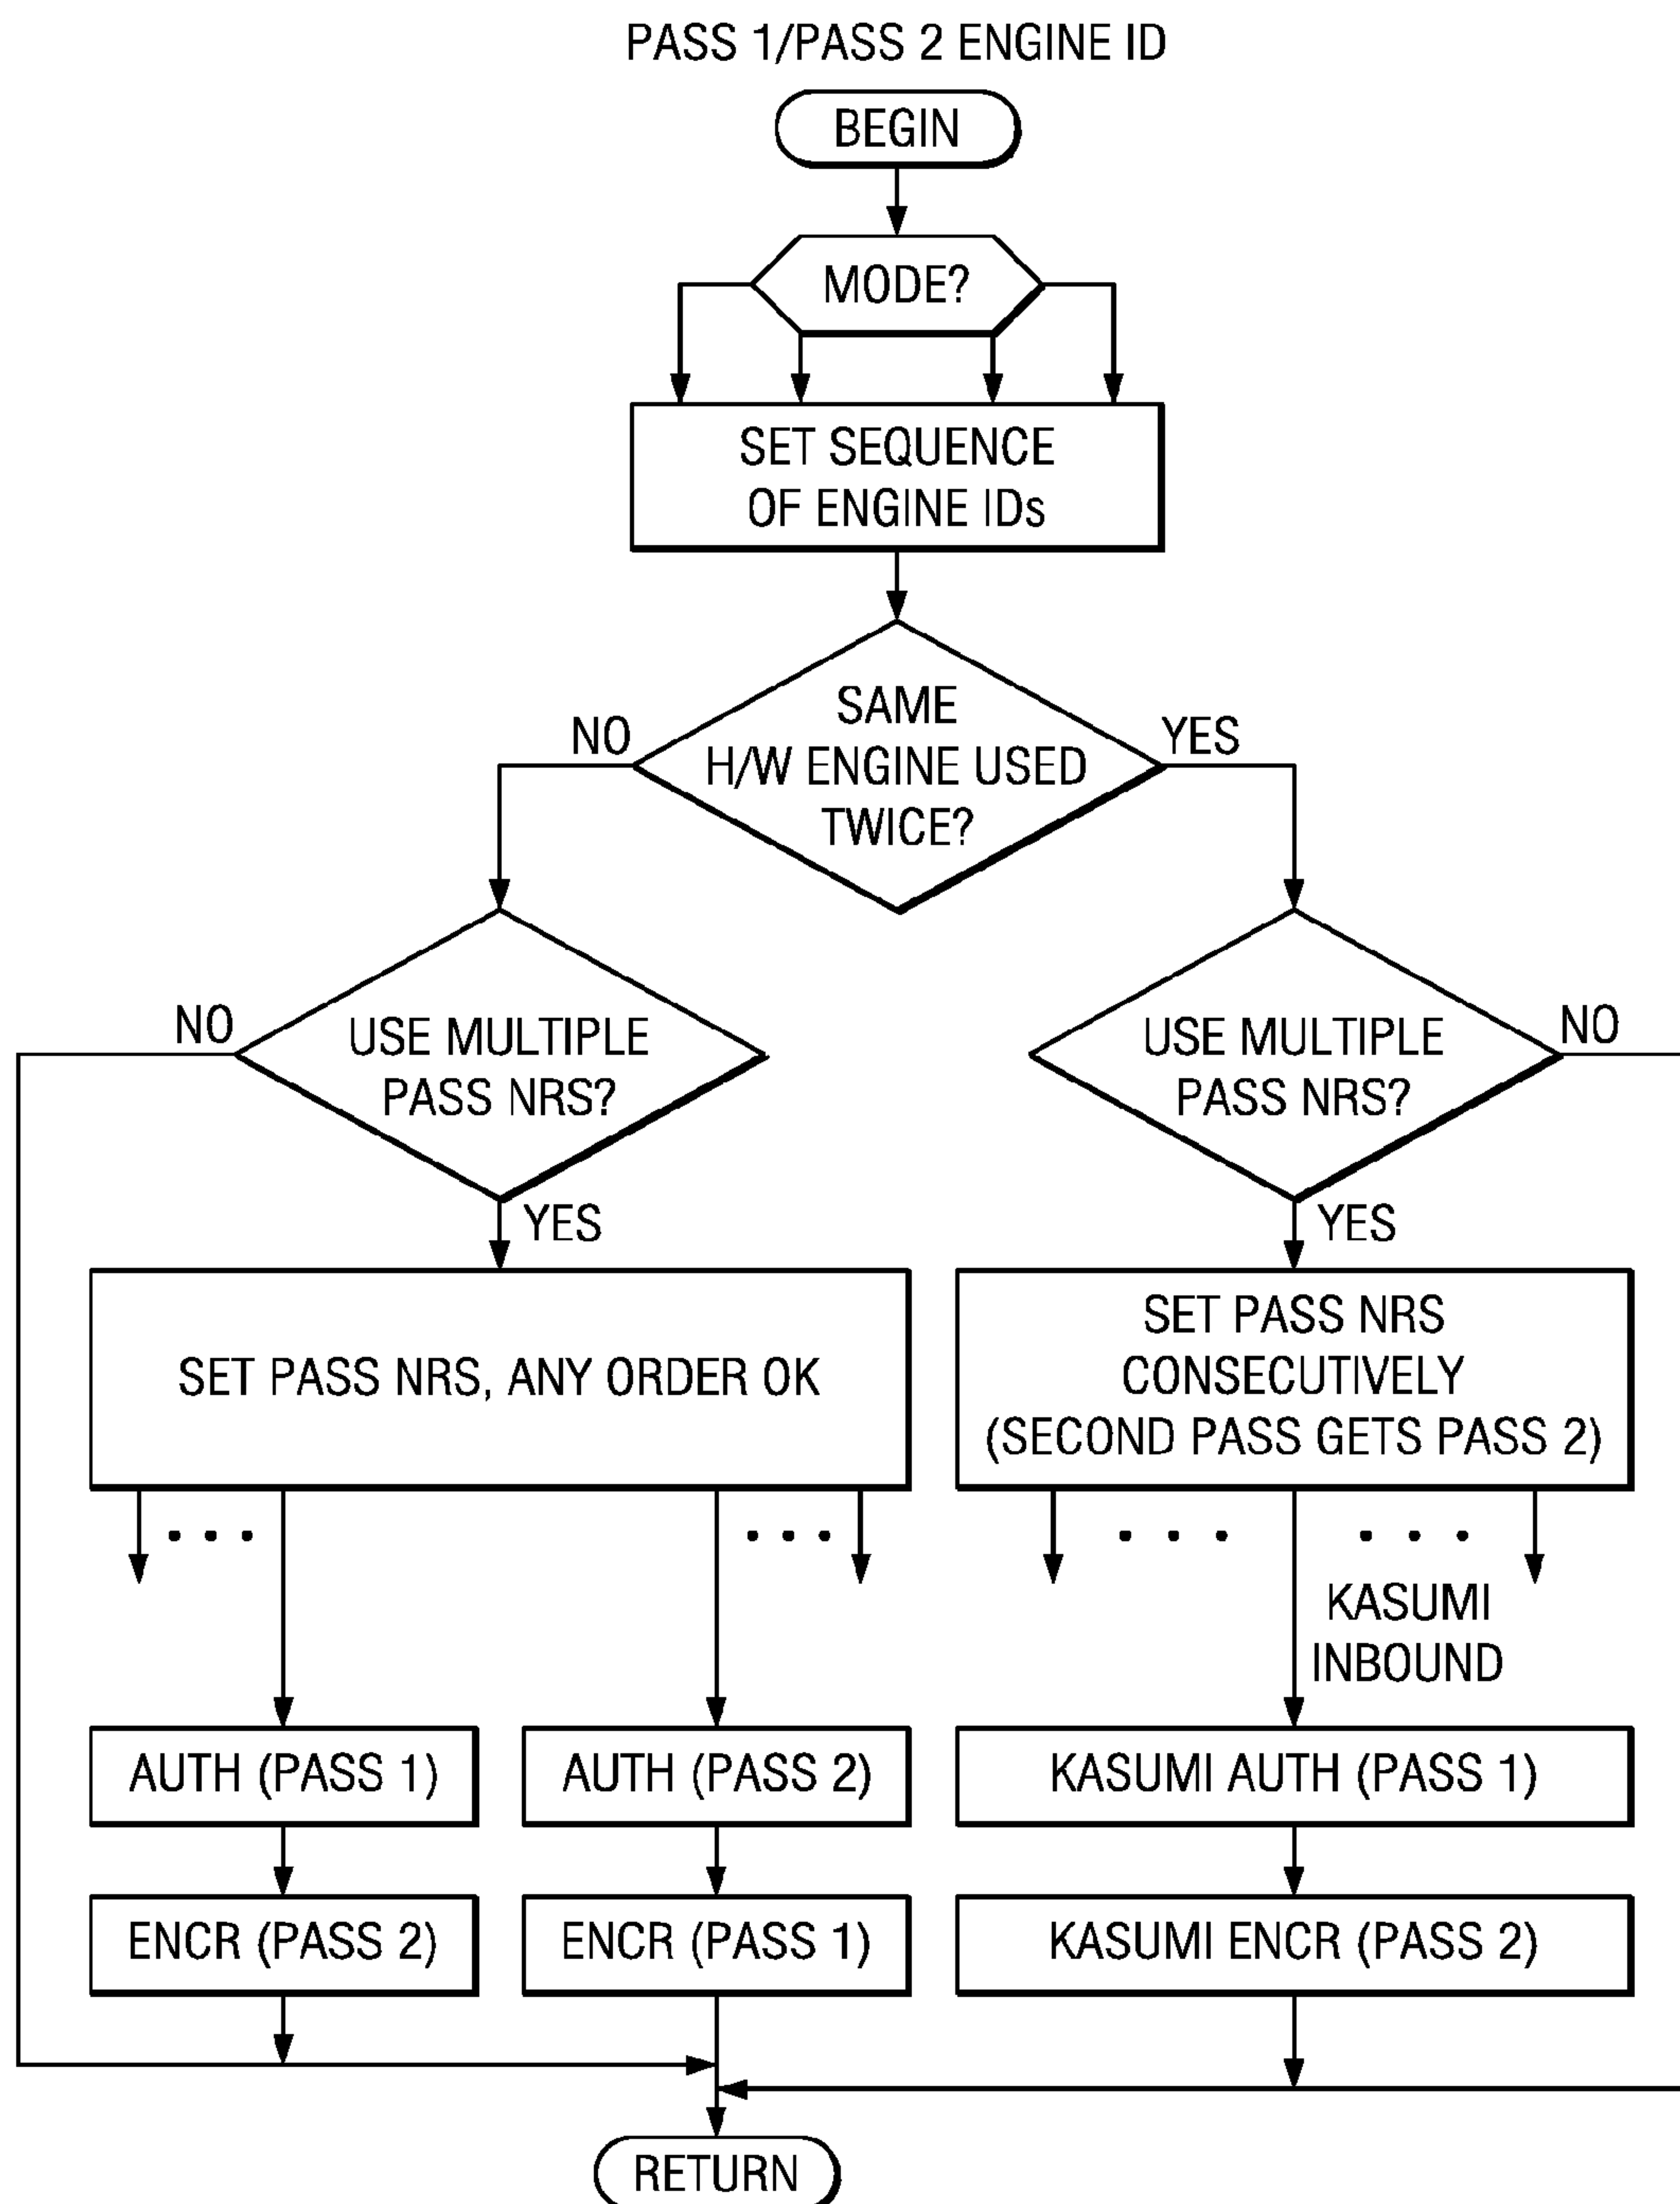 PASS 1/PASS 2 ENGINE ID
BEGIN
MODE?
SET SEQUENCE
OF ENGINE IDs
SAME
H/W ENGINE USED
TWICE?
NO
YES
USE MULTIPLE
PASS NRS?
NO
YES
USE MULTIPLE
PASS NRS?
NO
YES
SET PASS NRS, ANY ORDER OK
SET PASS NRS
CONSECUTIVELY
(SECOND PASS GETS PASS 2)
KASUMI
INBOUND
AUTH (PASS 1)
AUTH (PASS 2)
KASUMI AUTH (PASS 1)
ENCR (PASS 2)
ENCR (PASS 1)
KASUMI ENCR (PASS 2)
RETURN